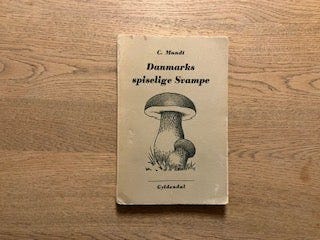 C. Mundt
Danmarks
spiselige Svampe
Gyldendal